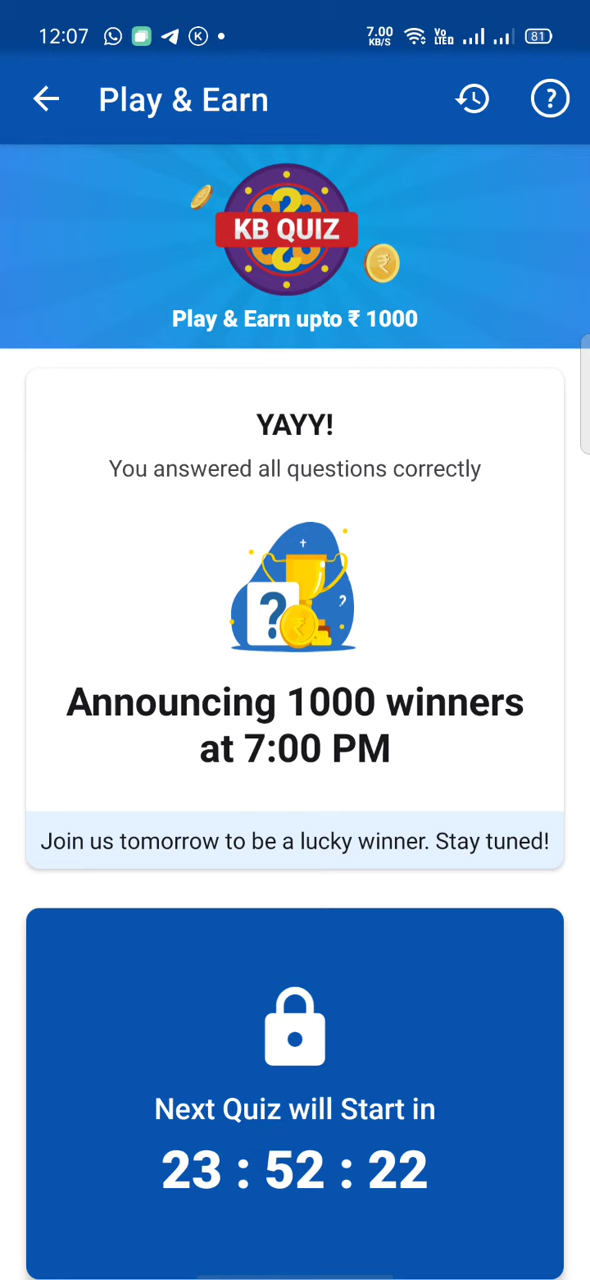 12:07 K 7.00 KB/S Vo LTED 81
Play & Earn ?
KB QUIZ
₹
Play & Earn upto ₹ 1000
YAYY!
You answered all questions correctly
? ₹ ?
Announcing 1000 winners
at 7:00 PM
Join us tomorrow to be a lucky winner. Stay tuned!
Next Quiz will Start in
23 : 52 : 22